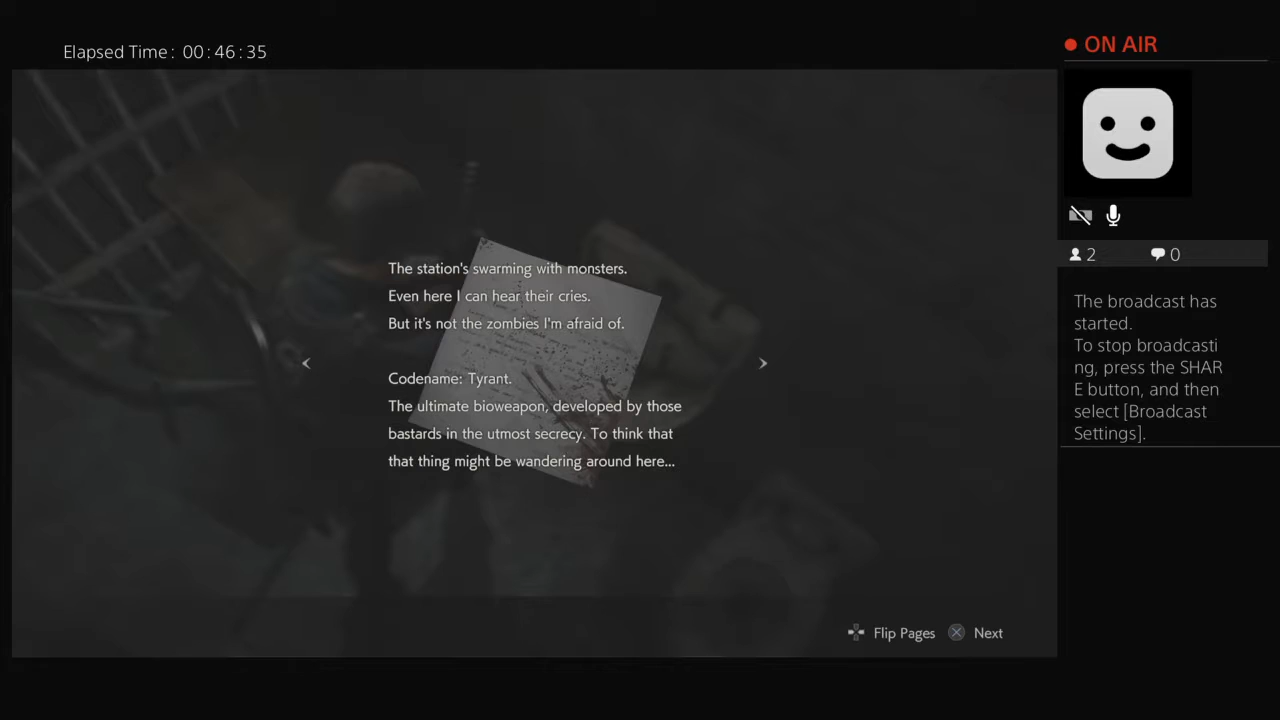 Elapsed Time: 00:46:35
ON AIR
2
0
The broadcast has
started.
To stop broadcasti
ng, press the SHAR
E button, and then
select [Broadcast
Settings].
The station's swarming with monsters.
Even here I can hear their cries.
But it's not the zombies I'm afraid of.
Codename: Tyrant.
The ultimate bioweapon, developed by those
bastards in the utmost secrecy. To think that
that thing might be wandering around here...
Flip Pages
Next